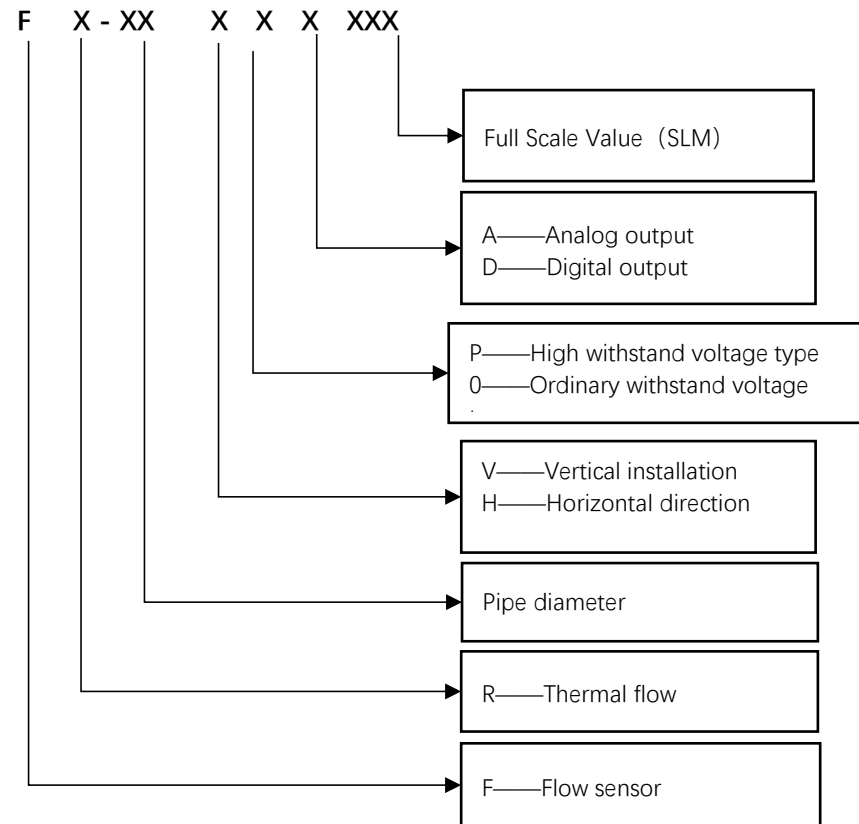 F X - XX X X X XXX
Full Scale Value（SLM）
A——Analog output
D——Digital output
P——High withstand voltage type
0——Ordinary withstand voltage
V——Vertical installation
H——Horizontal direction
Pipe diameter
R——Thermal flow
F——Flow sensor